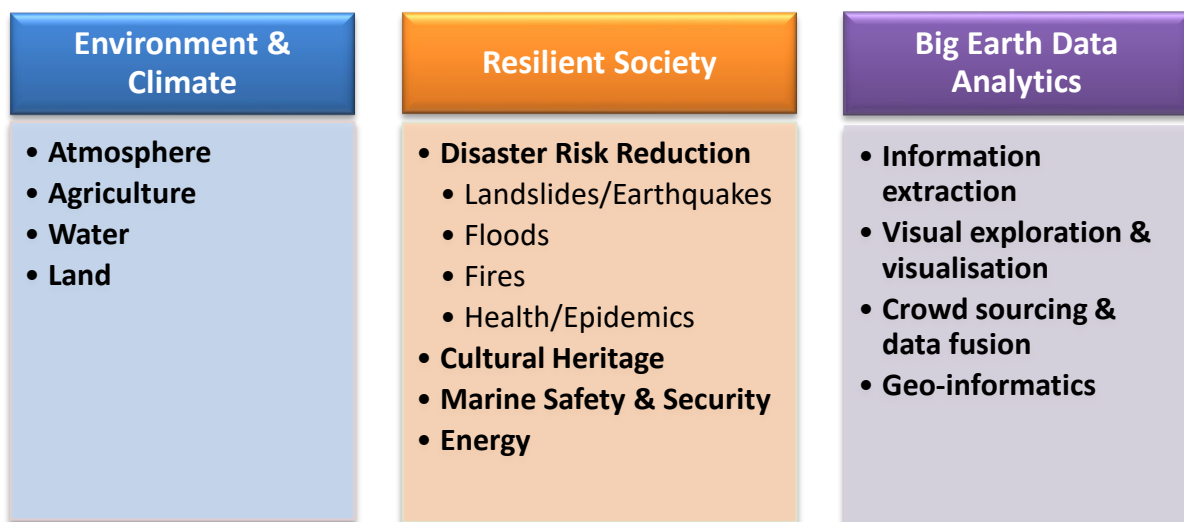 Environment &
Climate
• Atmosphere
• Agriculture
• Water
• Land
Resilient Society
• Disaster Risk Reduction
• Landslides/Earthquakes
• Floods
• Fires
• Health/Epidemics
• Cultural Heritage
• Marine Safety & Security
• Energy
Big Earth Data
Analytics
• Information
extraction
• Visual exploration &
visualisation
• Crowd sourcing &
data fusion
• Geo-informatics